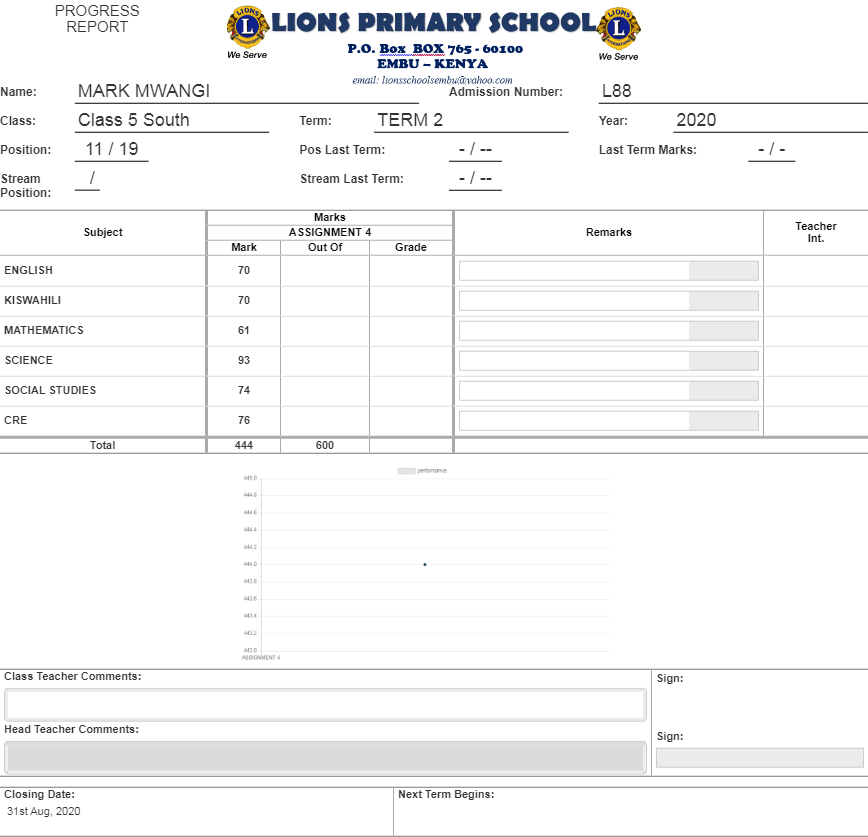 PROGRESS
REPORT
LIONS
L
INTERNATIONAL
We Serve
LIONS PRIMARY SCHOOL
LIONS
L
INTERNATIONAL
We Serve
P.O. Box BOX 765 - 60100
EMBU – KENYA
email: lionsschoolsembu@yahoo.com
Name: MARK MWANGI Admission Number: L88
Class: Class 5 South Term: TERM 2 Year: 2020
Position: 11 / 19 Pos Last Term: - / -- Last Term Marks: - / -
Stream Position: / Stream Last Term: - / --
Subject Marks Remarks Teacher Int.
ASSIGNMENT 4
Mark Out Of Grade
ENGLISH 70
KISWAHILI 70
MATHEMATICS 61
SCIENCE 93
SOCIAL STUDIES 74
CRE 76
Total 444 600
performance
445.0
444.8
444.6
444.4
444.2
444.0
443.8
443.6
443.4
443.2
443.0
ASSIGNMENT 4
Class Teacher Comments: Sign:
Head Teacher Comments: Sign:
Closing Date: Next Term Begins:
31st Aug, 2020